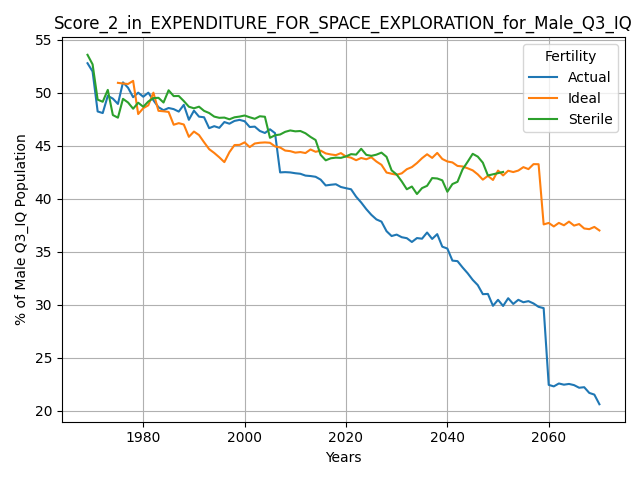 Score_2_in_EXPENDITURE_FOR_SPACE_EXPLORATION_for_Male_Q3_IQ
55
50
45
40
35
30
25
20
% of Male Q3_IQ Population
Fertility
Actual
Ideal
Sterile
1980 2000 2020 2040 2060
Years